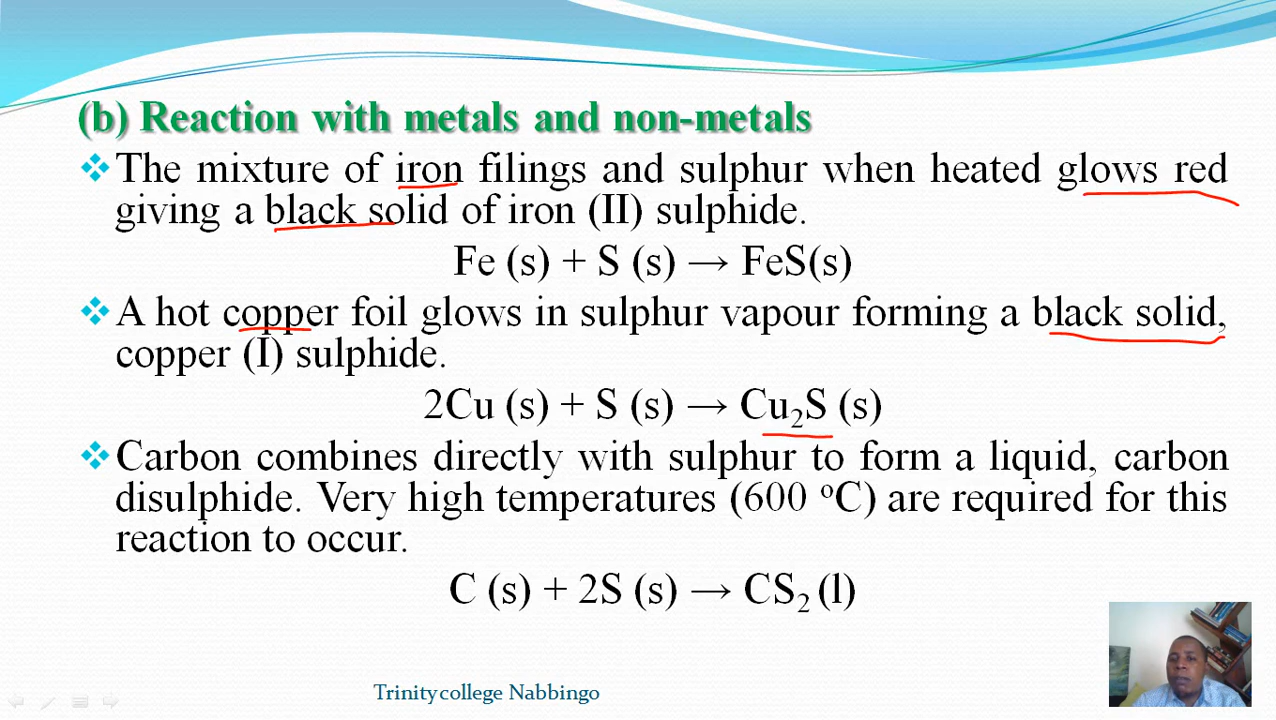 (b) Reaction with metals and non-metals
❖ The mixture of iron filings and sulphur when heated glows red
giving a black solid of iron (II) sulphide.
Fe (s) + S (s) → FeS(s)
❖ A hot copper foil glows in sulphur vapour forming a black solid,
copper (I) sulphide.
2Cu (s) + S (s) → Cu₂S (s)
❖ Carbon combines directly with sulphur to form a liquid, carbon
disulphide. Very high temperatures (600 ᵒC) are required for this
reaction to occur.
C (s) + 2S (s) → CS₂ (l)
Trinity college Nabbingo